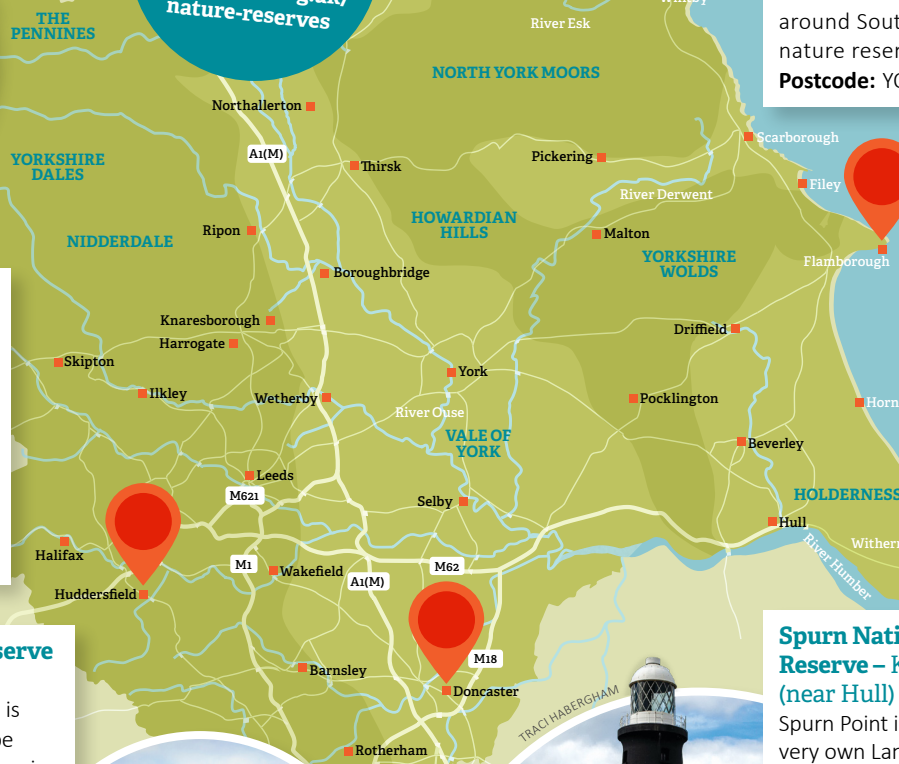 nature-reserves
THE
PENNINES
River Esk
around Sout
nature reser
Postcode: YO
NORTH YORK MOORS
Northallerton
A1(M)
Scarborough
YORKSHIRE
DALES
Thirsk
Pickering
Filey
River Derwent
HOWARDIAN
HILLS
NIDDERDALE
Ripon
Malton
YORKSHIRE
WOLDS
Flamborough
Boroughbridge
Knaresborough
Harrogate
Driffield
Skipton
York
Ilkley
Wetherby
Pocklington
River Ouse
Horn
VALE OF
YORK
Beverley
Leeds
M621
Selby
HOLDERNESS
Hull
Halifax
River Humber
Withern
M1
Wakefield
A1(M)
M62
Huddersfield
serve
M18
Spurn Nati
Reserve – K
(near Hull)
Barnsley
Doncaster
is
TRACI HABERGHAM
Spurn Point i
very own Lan
Rotherham